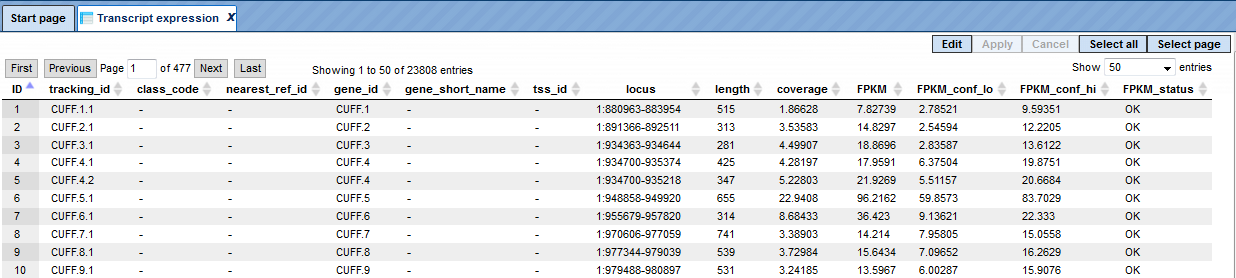 Start page Transcript expression X
Edit Apply Cancel Select all Select page
First Previous Page 1 of 477 Next Last Showing 1 to 50 of 23808 entries Show 50 entries
ID tracking_id class_code nearest_ref_id gene_id gene_short_name tss_id locus length coverage FPKM FPKM_conf_lo FPKM_conf_hi FPKM_status
1 CUFF.1.1 - - CUFF.1 - - 1:880963-883954 515 1.86628 7.82739 2.78521 9.59351 OK
2 CUFF.2.1 - - CUFF.2 - - 1:891366-892511 313 3.53583 14.8297 2.54594 12.2205 OK
3 CUFF.3.1 - - CUFF.3 - - 1:934363-934644 281 4.49907 18.8696 2.83587 13.6122 OK
4 CUFF.4.1 - - CUFF.4 - - 1:934700-935374 425 4.28197 17.9591 6.37504 19.8751 OK
5 CUFF.4.2 - - CUFF.4 - - 1:934700-935218 347 5.22803 21.9269 5.51157 20.6684 OK
6 CUFF.5.1 - - CUFF.5 - - 1:948858-949920 655 22.9408 96.2162 59.8573 83.7029 OK
7 CUFF.6.1 - - CUFF.6 - - 1:955679-957820 314 8.68433 36.423 9.13621 22.333 OK
8 CUFF.7.1 - - CUFF.7 - - 1:970606-977059 741 3.38903 14.214 7.95805 15.0558 OK
9 CUFF.8.1 - - CUFF.8 - - 1:977344-979039 539 3.72984 15.6434 7.09652 16.2629 OK
10 CUFF.9.1 - - CUFF.9 - - 1:979488-980897 531 3.24185 13.5967 6.00287 15.9076 OK